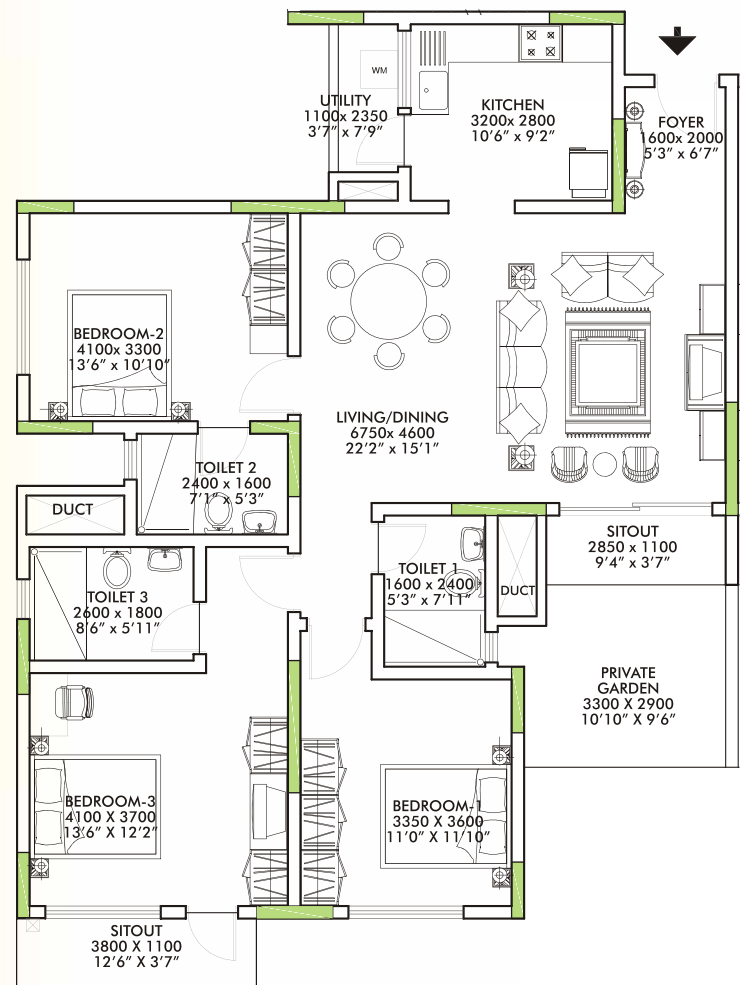 WM
UTILITY
1100x 2350
3'7” x 7'9”
KITCHEN
3200x 2800
10'6” x 9'2”
FOYER
1600x 2000
5'3” x 6'7”
BEDROOM-2
4100x 3300
13'6” x 10'10”
LIVING/DINING
6750x 4600
22'2” x 15'1”
TOILET 2
2400 x 1600
7'1” x 5'3”
DUCT
SITOUT
2850 x 1100
9'4” x 3'7”
TOILET 1
1600 x 2400
5'3” x 7'11”
DUCT
TOILET 3
2600 x 1800
8'6” x 5'11”
PRIVATE
GARDEN
3300 X 2900
10'10” X 9'6”
BEDROOM-3
4100 X 3700
13'6” X 12'2”
BEDROOM-1
3350 X 3600
11'0” X 11'10”
SITOUT
3800 X 1100
12'6” X 3'7”